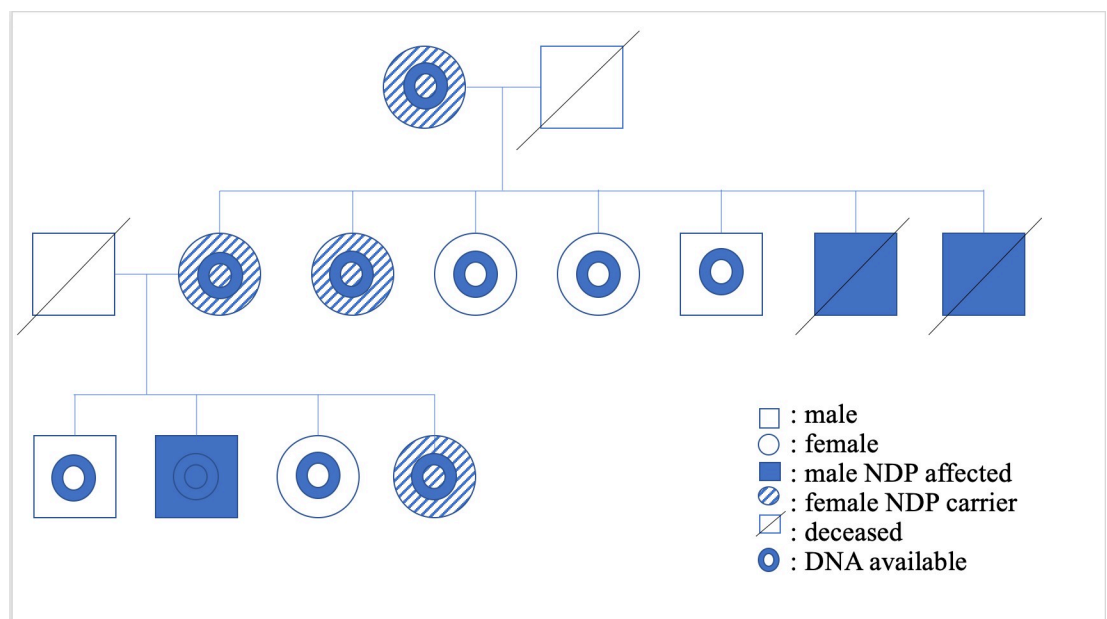 : male
: female
: male NDP affected
: female NDP carrier
: deceased
: DNA available